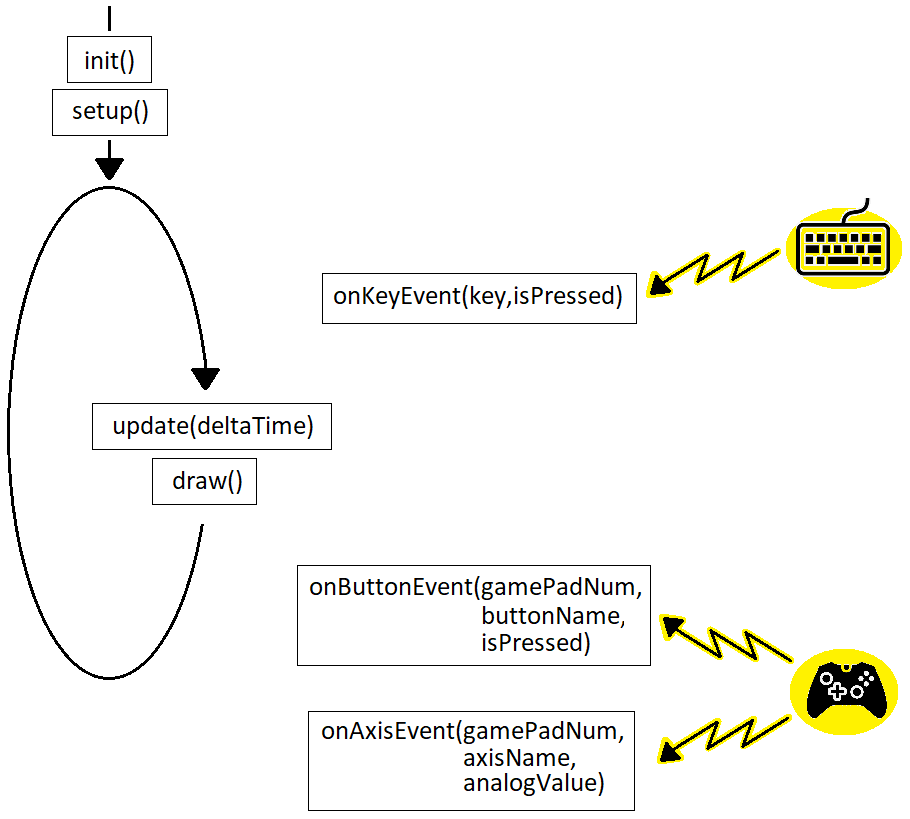 init()
setup()
onKeyEvent(key,isPressed)
update(deltaTime)
draw()
onButtonEvent(gamePadNum,
buttonName,
isPressed)
onAxisEvent(gamePadNum,
axisName,
analogValue)